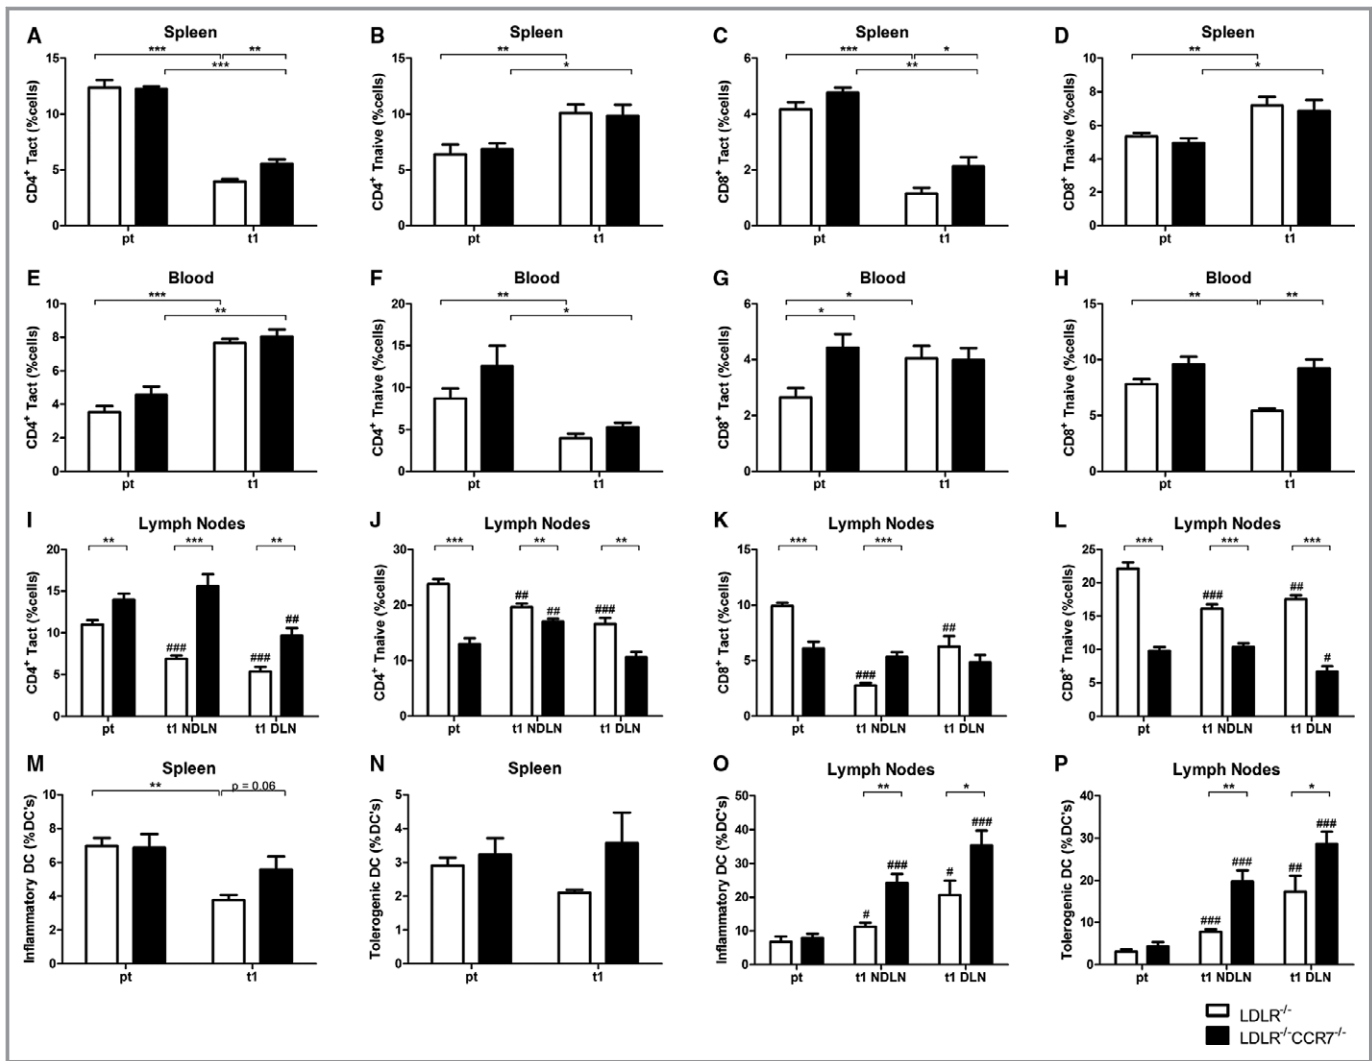 A Spleen
*** **
***
CD4+ Tact (%cells)
15
10
5
0
pt t1
B Spleen
**
*
CD4+ Tnaive (%cells)
15
10
5
0
pt t1
C Spleen
*** *
**
CD8+ Tact (%cells)
6
4
2
0
pt t1
D Spleen
**
*
CD8+ Tnaive (%cells)
10
8
6
4
2
0
pt t1
E Blood
***
**
CD4+ Tact (%cells)
10
8
6
4
2
0
pt t1
F Blood
**
*
CD4+ Tnaive (%cells)
20
15
10
5
0
pt t1
G Blood
*
*
CD8+ Tact (%cells)
6
4
2
0
pt t1
H Blood
** **
CD8+ Tnaive (%cells)
15
10
5
0
pt t1
I Lymph Nodes
** *** **
##
### ###
CD4+ Tact (%cells)
20
15
10
5
0
pt t1 NDLN t1 DLN
J Lymph Nodes
*** ** **
## ## ###
CD4+ Tnaive (%cells)
30
20
10
0
pt t1 NDLN t1 DLN
K Lymph Nodes
*** ***
##
###
CD8+ Tact (%cells)
15
10
5
0
pt t1 NDLN t1 DLN
L Lymph Nodes
*** *** ***
### ##
#
CD8+ Tnaive (%cells)
25
20
15
10
5
0
pt t1 NDLN t1 DLN
M Spleen
** p = 0.06
Inflammatory DC (%DC's)
10
8
6
4
2
0
pt t1
N Spleen
Tolerogenic DC (%DC's)
5
4
3
2
1
0
pt t1
O Lymph Nodes
** *
###
###
# #
Inflammatory DC (%DC's)
50
40
30
20
10
0
pt t1 NDLN t1 DLN
P Lymph Nodes
** *
###
### ##
###
Tolerogenic DC (%DC's)
40
30
20
10
0
pt t1 NDLN t1 DLN
LDLR-/-
LDLR-/-CCR7-/-